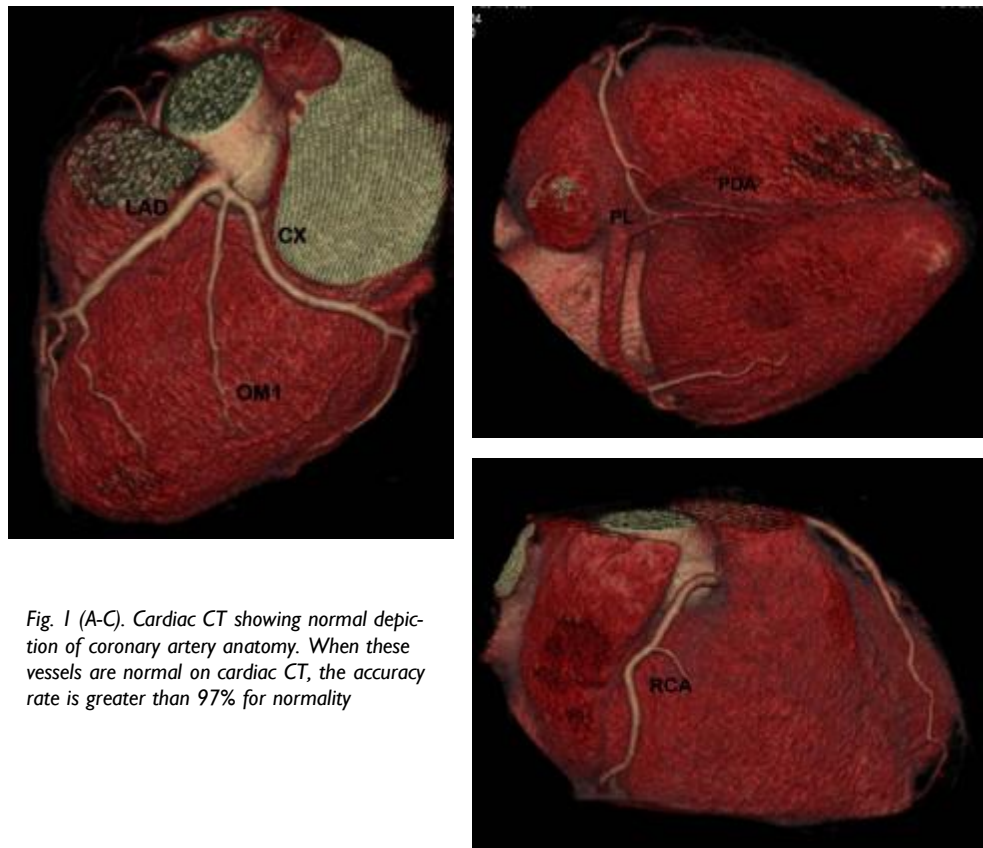 LAD
CX
OM1
PDA
PL
RCA
Fig. 1 (A-C). Cardiac CT showing normal depic-
tion of coronary artery anatomy. When these
vessels are normal on cardiac CT, the accuracy
rate is greater than 97% for normality